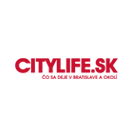 CITYLIFE.SK
ČO SA DEJE V BRATISLAVE A OKOLÍ